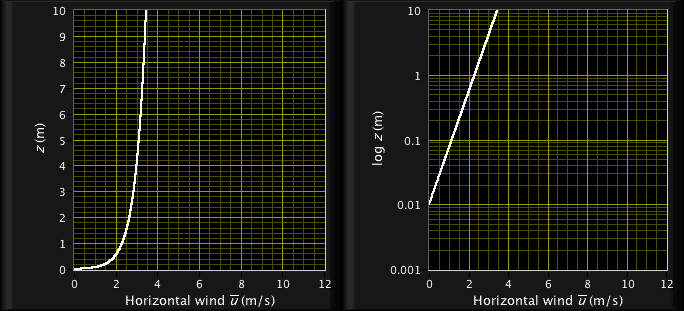 10
9
8
7
6
5
4
3
2
1
0
z (m)
0 2 4 6 8 10 12
Horizontal wind u̅ (m/s)
10
1
0.1
0.01
0.001
log z (m)
0 2 4 6 8 10 12
Horizontal wind u̅ (m/s)